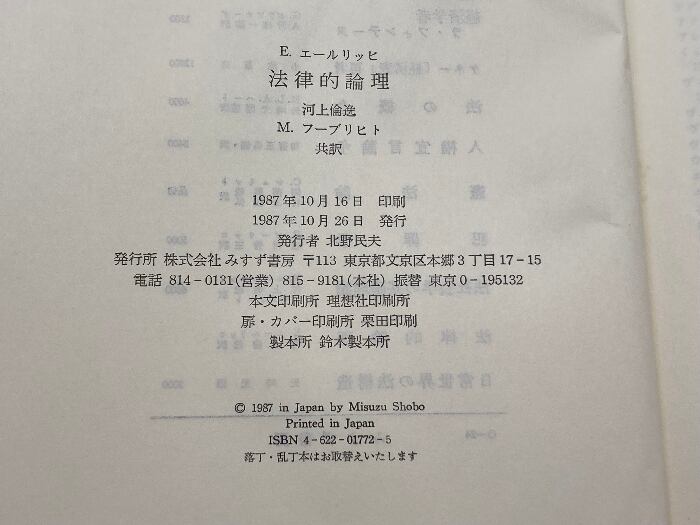 E. エールリッヒ
法律的論理
河上倫逸
M. フーブリヒト
共訳
1987年10月16日 印刷
1987年10月26日 発行
発行者 北野民夫
発行所 株式会社 みすず書房 〒113 東京都文京区本郷3丁目17-15
電話 814-0131(営業) 815-9181(本社) 振替 東京0-195132
本文印刷所 理想社印刷所
扉・カバー印刷所 栗田印刷
製本所 鈴木製本所
© 1987 in Japan by Misuzu Shobo
Printed in Japan
ISBN 4-622-01772-5
落丁・乱丁本はお取替えいたします